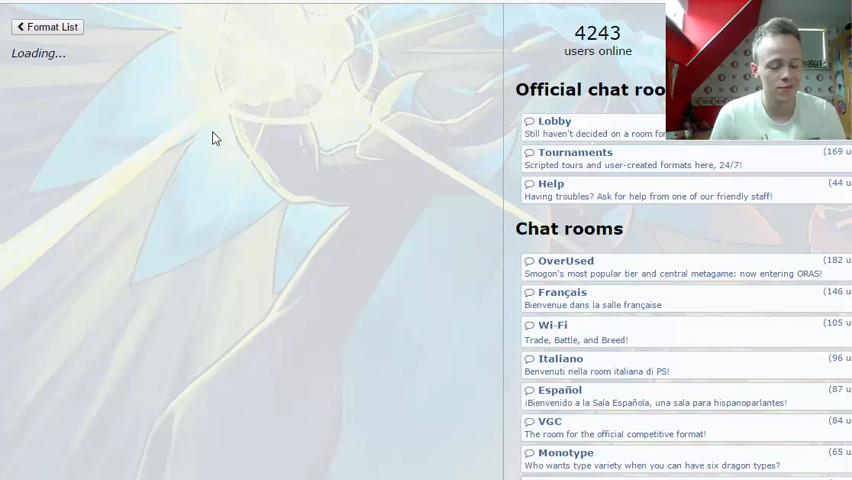 Format List
Loading...
4243
users online
Official chat roo
Lobby
Still haven't decided on a room fo
Tournaments
(169 u
Scripted tours and user-created formats here, 24/7!
Help
(44 u
Having troubles? Ask for help from one of our friendly staff!
Chat rooms
OverUsed
(182 u
Smogon's most popular tier and central metagame: now entering ORAS!
Français
(146 u
Bienvenue dans la salle française
Wi-Fi
(105 u
Trade, Battle, and Breed!
Italiano
(96 u
Benvenuti nella room italiana di PS!
Español
(87 u
¡Bienvenido a la Sala Española, una sala para hispanoparlantes!
VGC
(84 u
The room for the official competitive format!
Monotype
(65 u
Who wants type variety when you can have six dragon types?